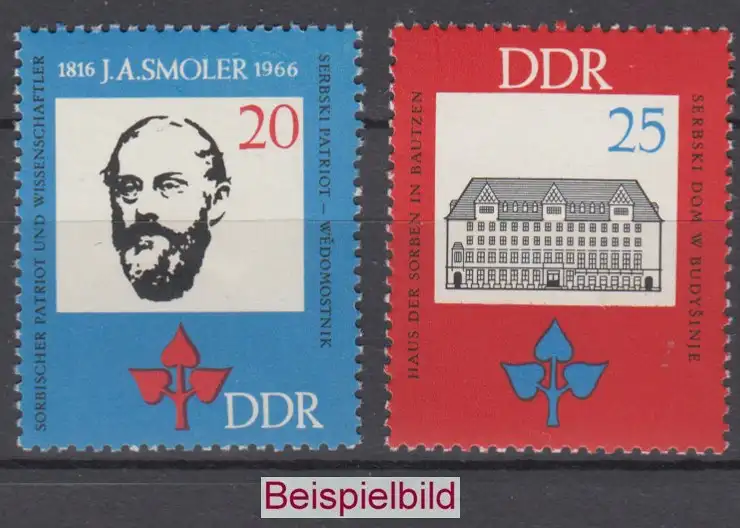 1816 J.A.SMOLER 1966
20
SORBISCHER PATRIOT UND WISSENSCHAFTLER
SERBSKI PATRIOT – WĚDOMOSTNIK
DDR
DDR
25
HAUS DER SORBEN IN BAUTZEN
SERBSKI DOM W BUDYŠINJE
Beispielbild